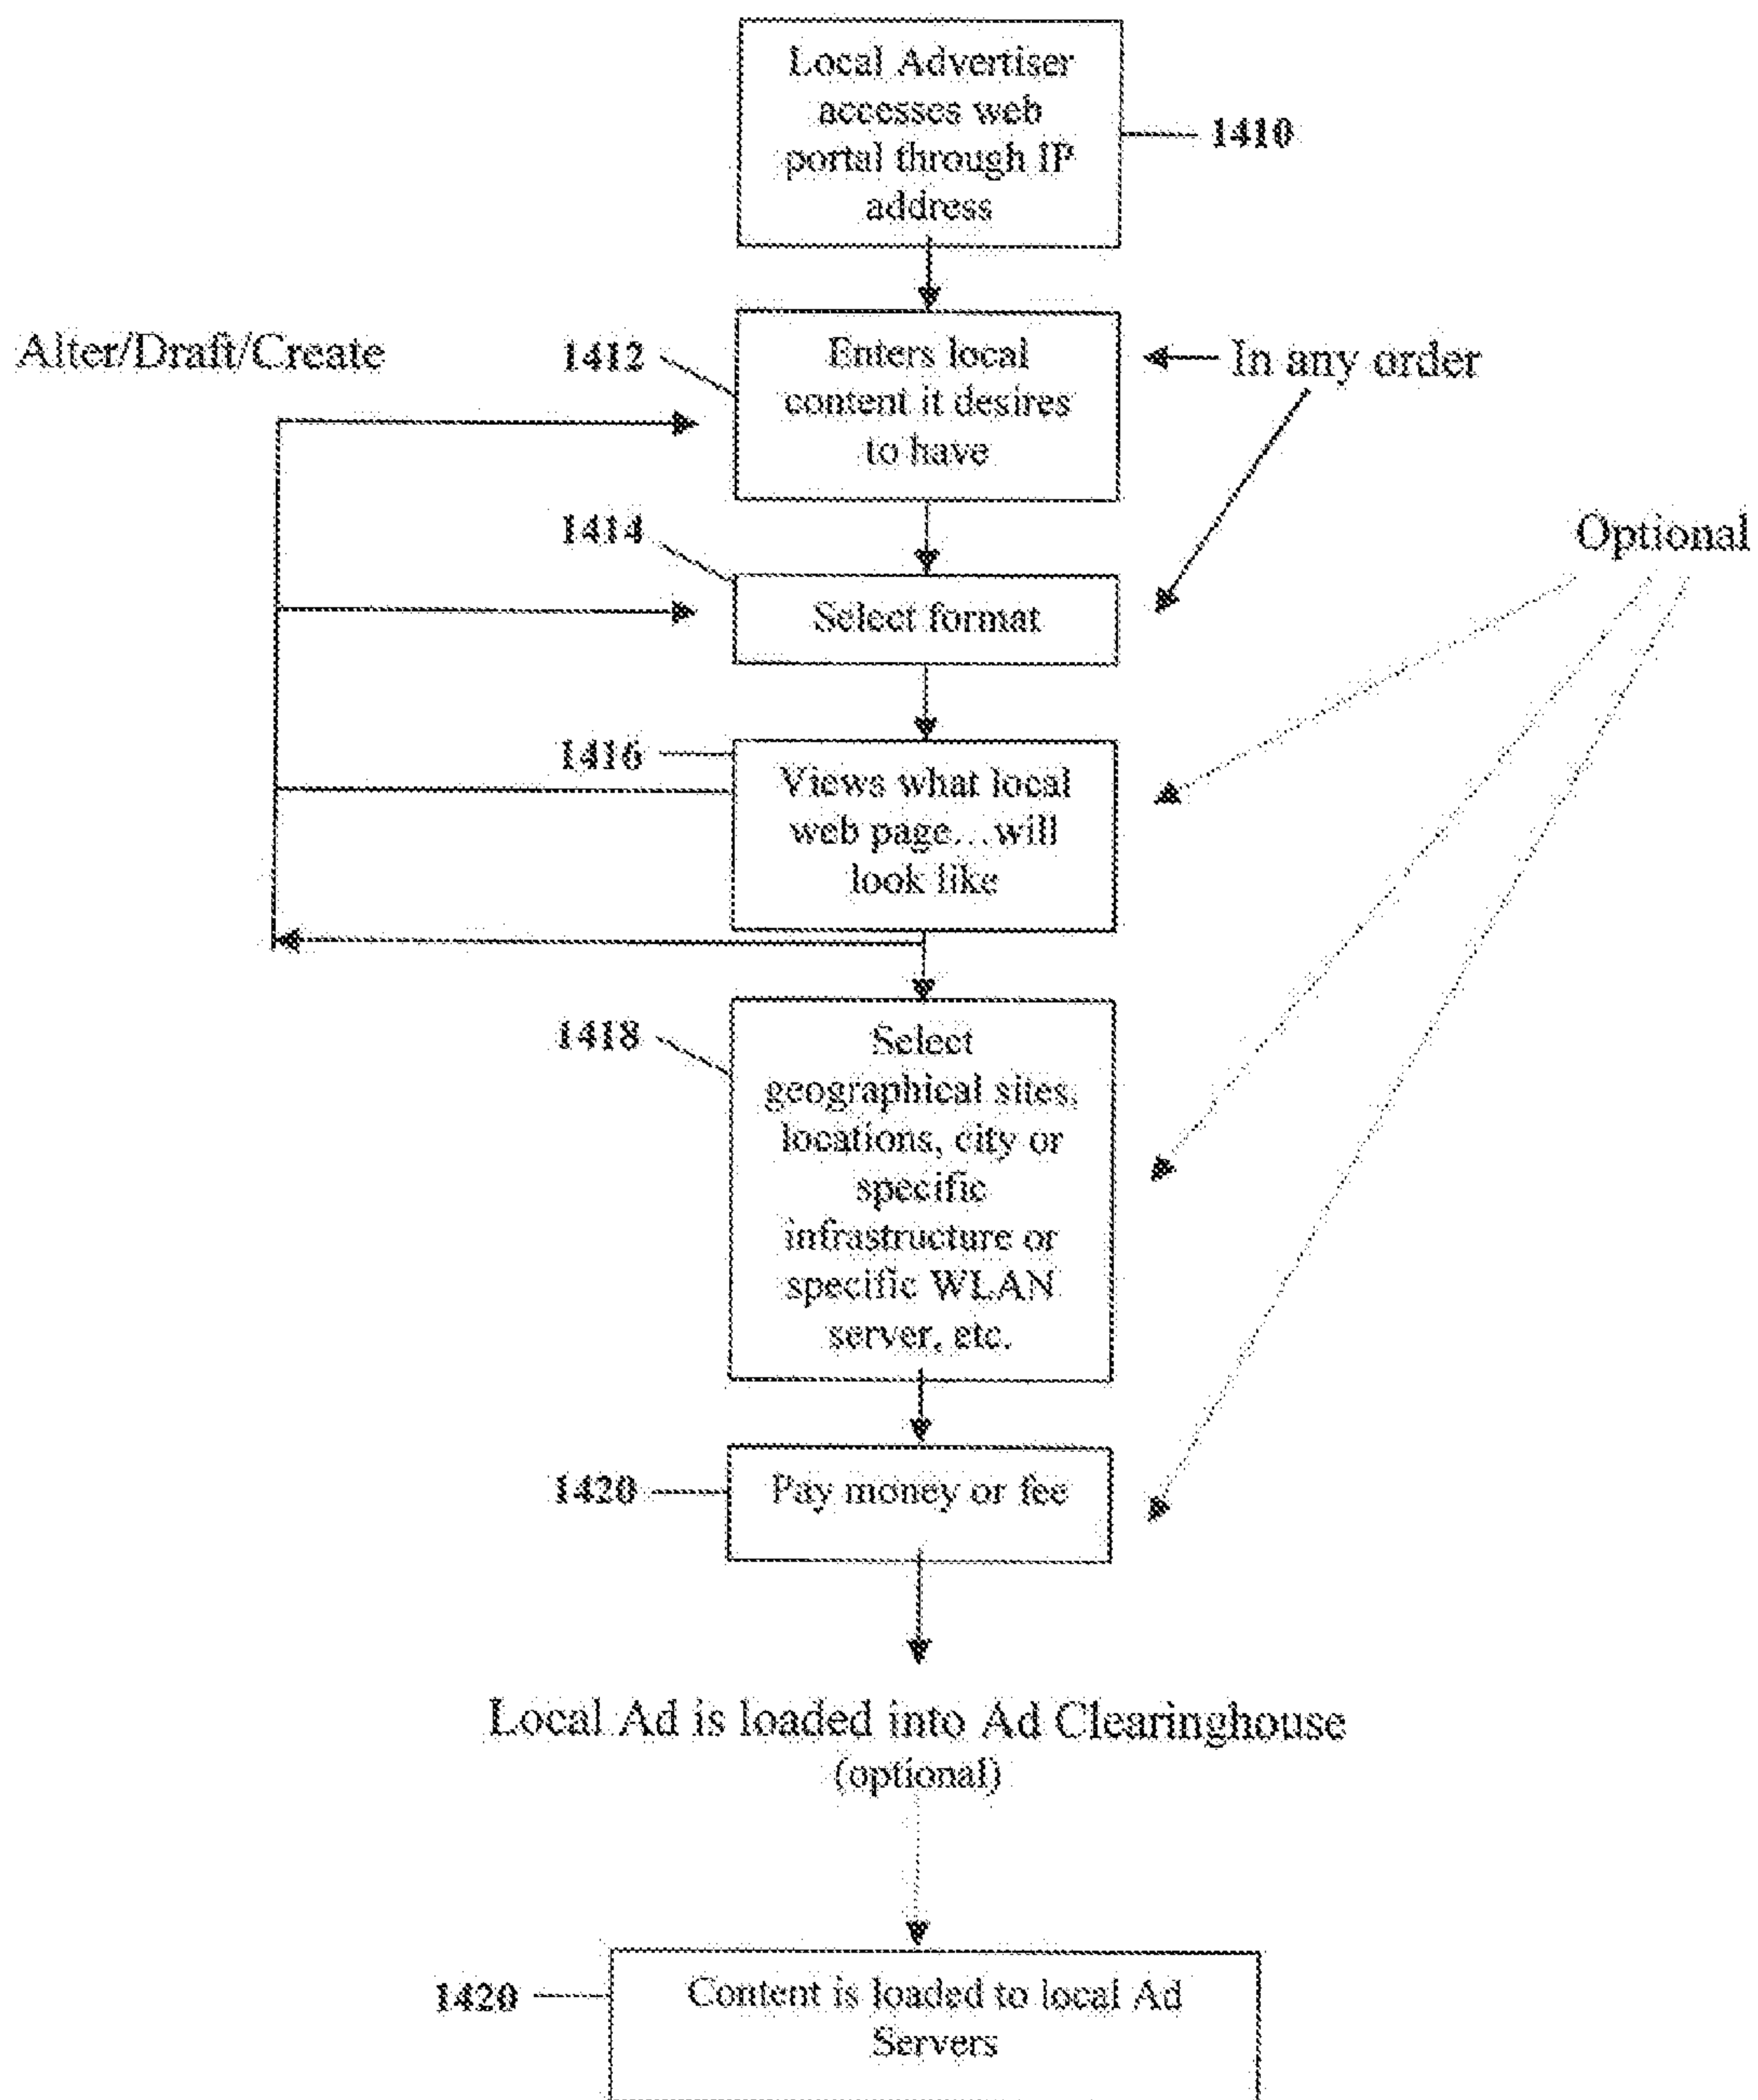 Local Advertiser
accesses web
portal through IP
address
1410
Alter/Draft/Create
1412
Enters local
content it desires
to have
In any order
1414
Select format
Optional
1416
Views what local
web page…will
look like
1418
Select
geographical sites,
locations, city or
specific
infrastructure or
specific WLAN
server, etc.
1420
Pay money or fee
Local Ad is loaded into Ad Clearinghouse
(optional)
1420
Content is loaded to local Ad
Servers